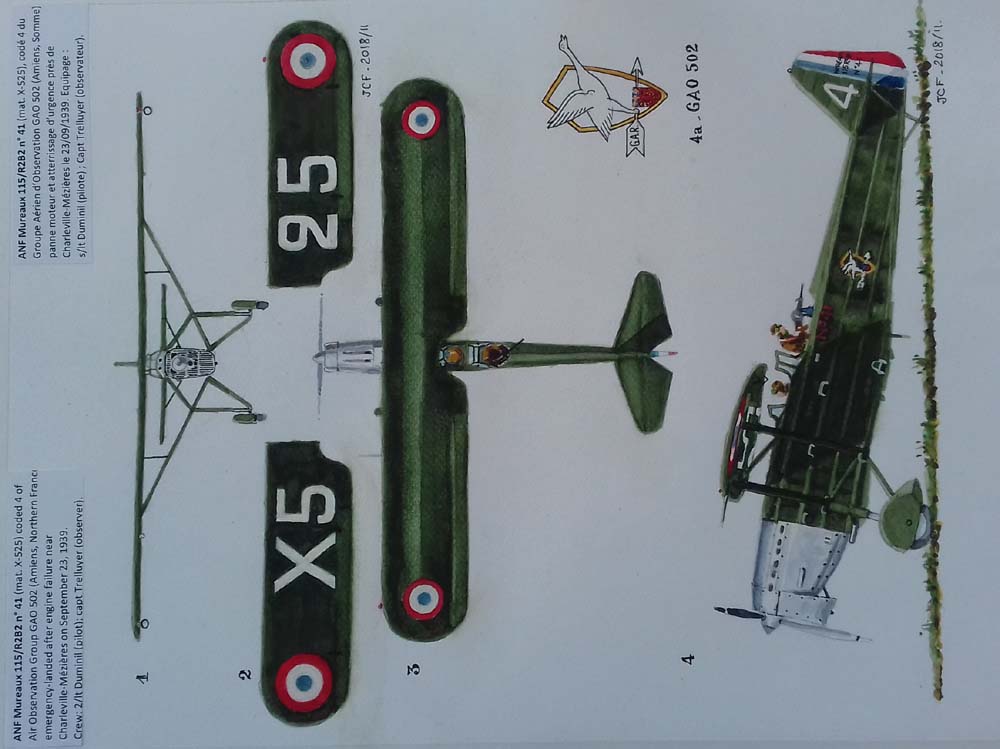 ANF Mureaux 115/R2B2 n° 41 (mat. X-525) coded 4 of
Air Observation Group GAO 502 (Amiens, Northern Franc
emergency-landed after engine failure near
Charleville-Mézières on September 23, 1939.
Crew: 2/lt Duminil (pilot); capt Trelluyer (observer).
ANF Mureaux 115/R2B2 n° 41 (mat. X-525), codé 4 du
Groupe Aérien d'Observation GAO 502 (Amiens, Somme)
panne moteur et atterrissage d'urgence près de
Charleville-Mézières le 23/09/1939. Equipage :
s/lt Duminil (pilote) ; Capt Trelluyer (observateur).
1
2
X5
25
JCF - 2018/11
3
G.A.R.
4a - GAO 502
4
4
A
JCF - 2018/11.